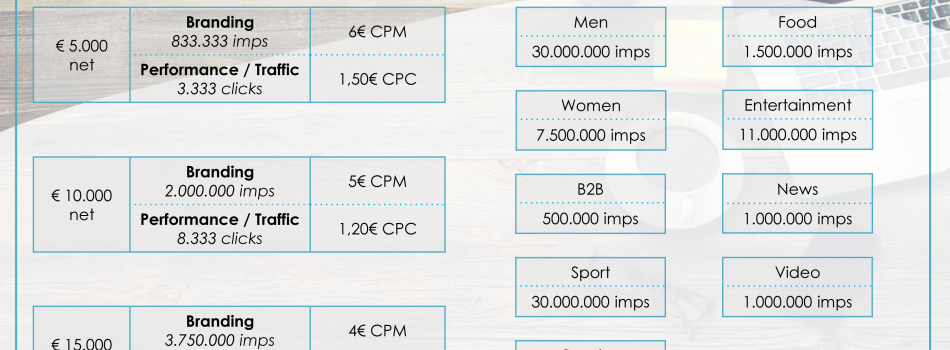 € 5.000
net
Branding
833.333 imps
6€ CPM
Performance / Traffic
3.333 clicks
1,50€ CPC
€ 10.000
net
Branding
2.000.000 imps
5€ CPM
Performance / Traffic
8.333 clicks
1,20€ CPC
€ 15.000
Branding
3.750.000 imps
4€ CPM
Men
30.000.000 imps
Food
1.500.000 imps
Women
7.500.000 imps
Entertainment
11.000.000 imps
B2B
500.000 imps
News
1.000.000 imps
Sport
30.000.000 imps
Video
1.000.000 imps